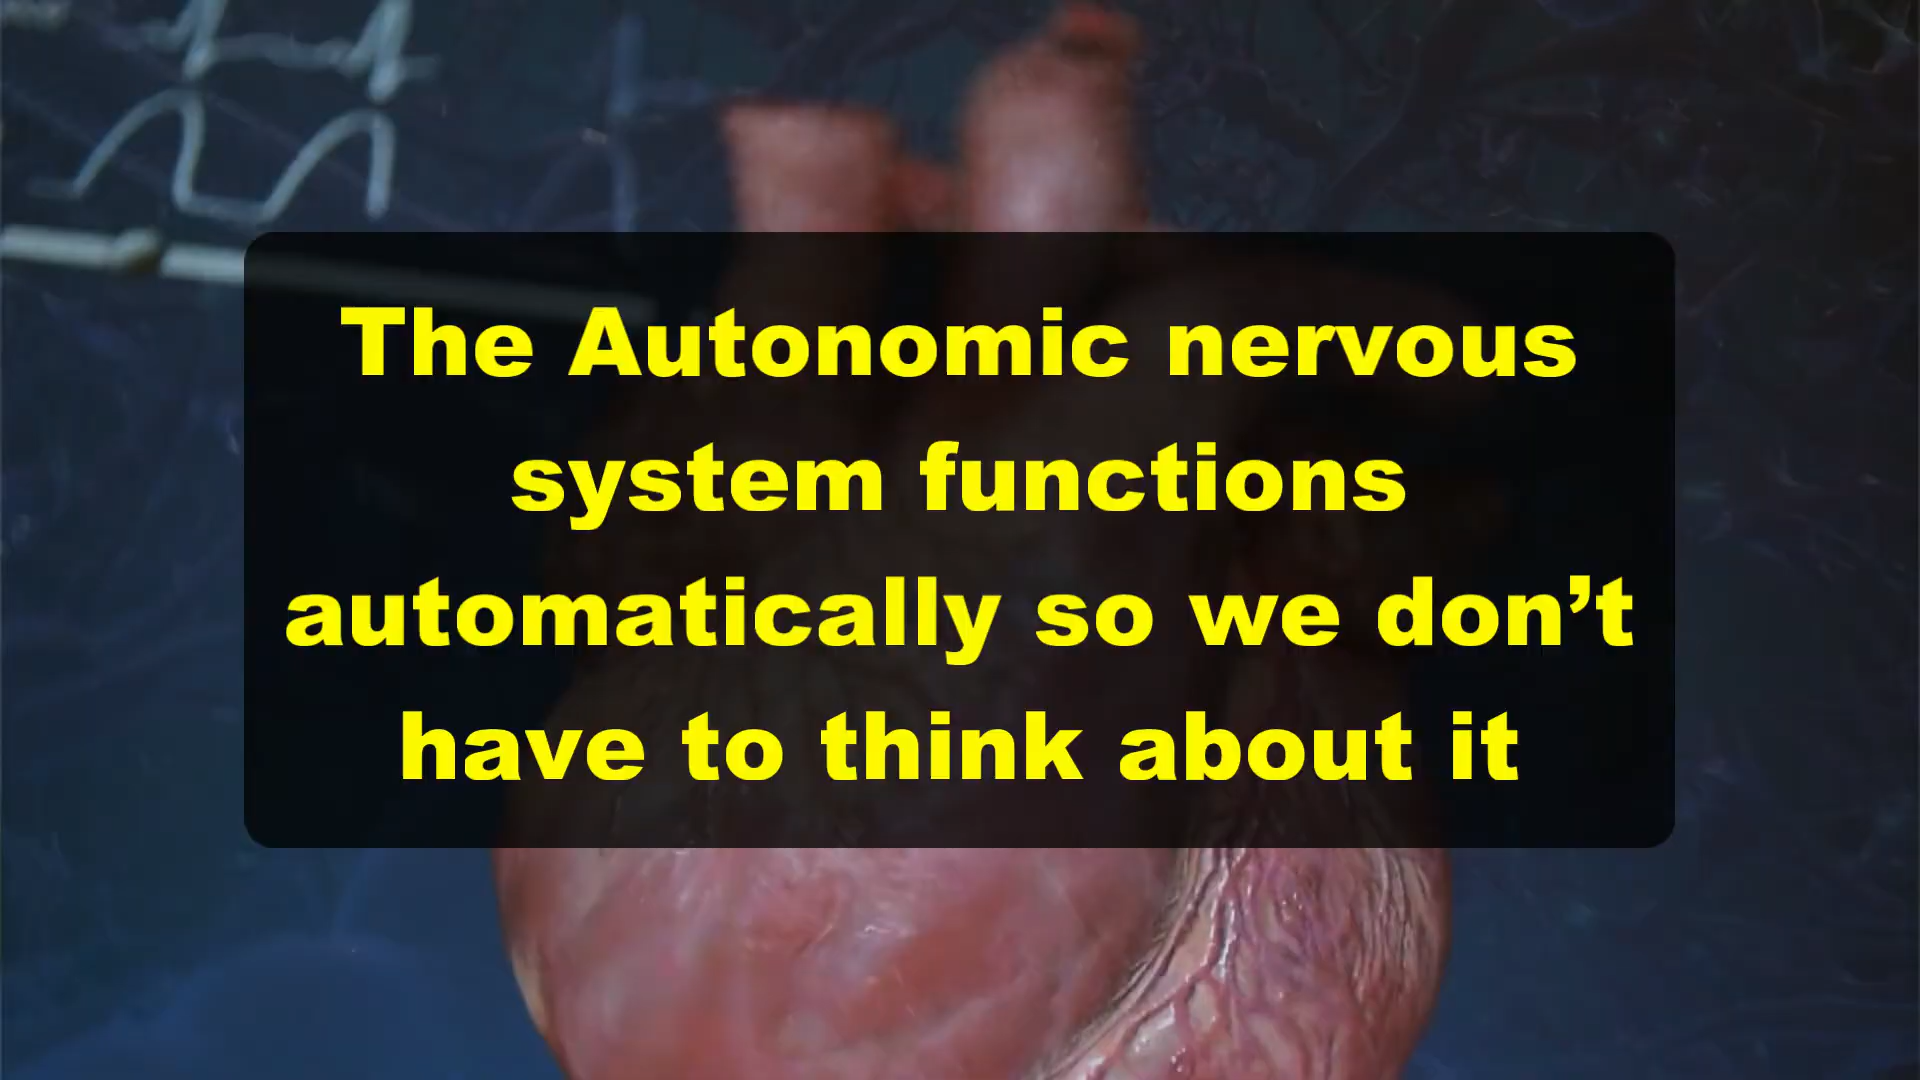 The Autonomic nervous
system functions
automatically so we don’t
have to think about it